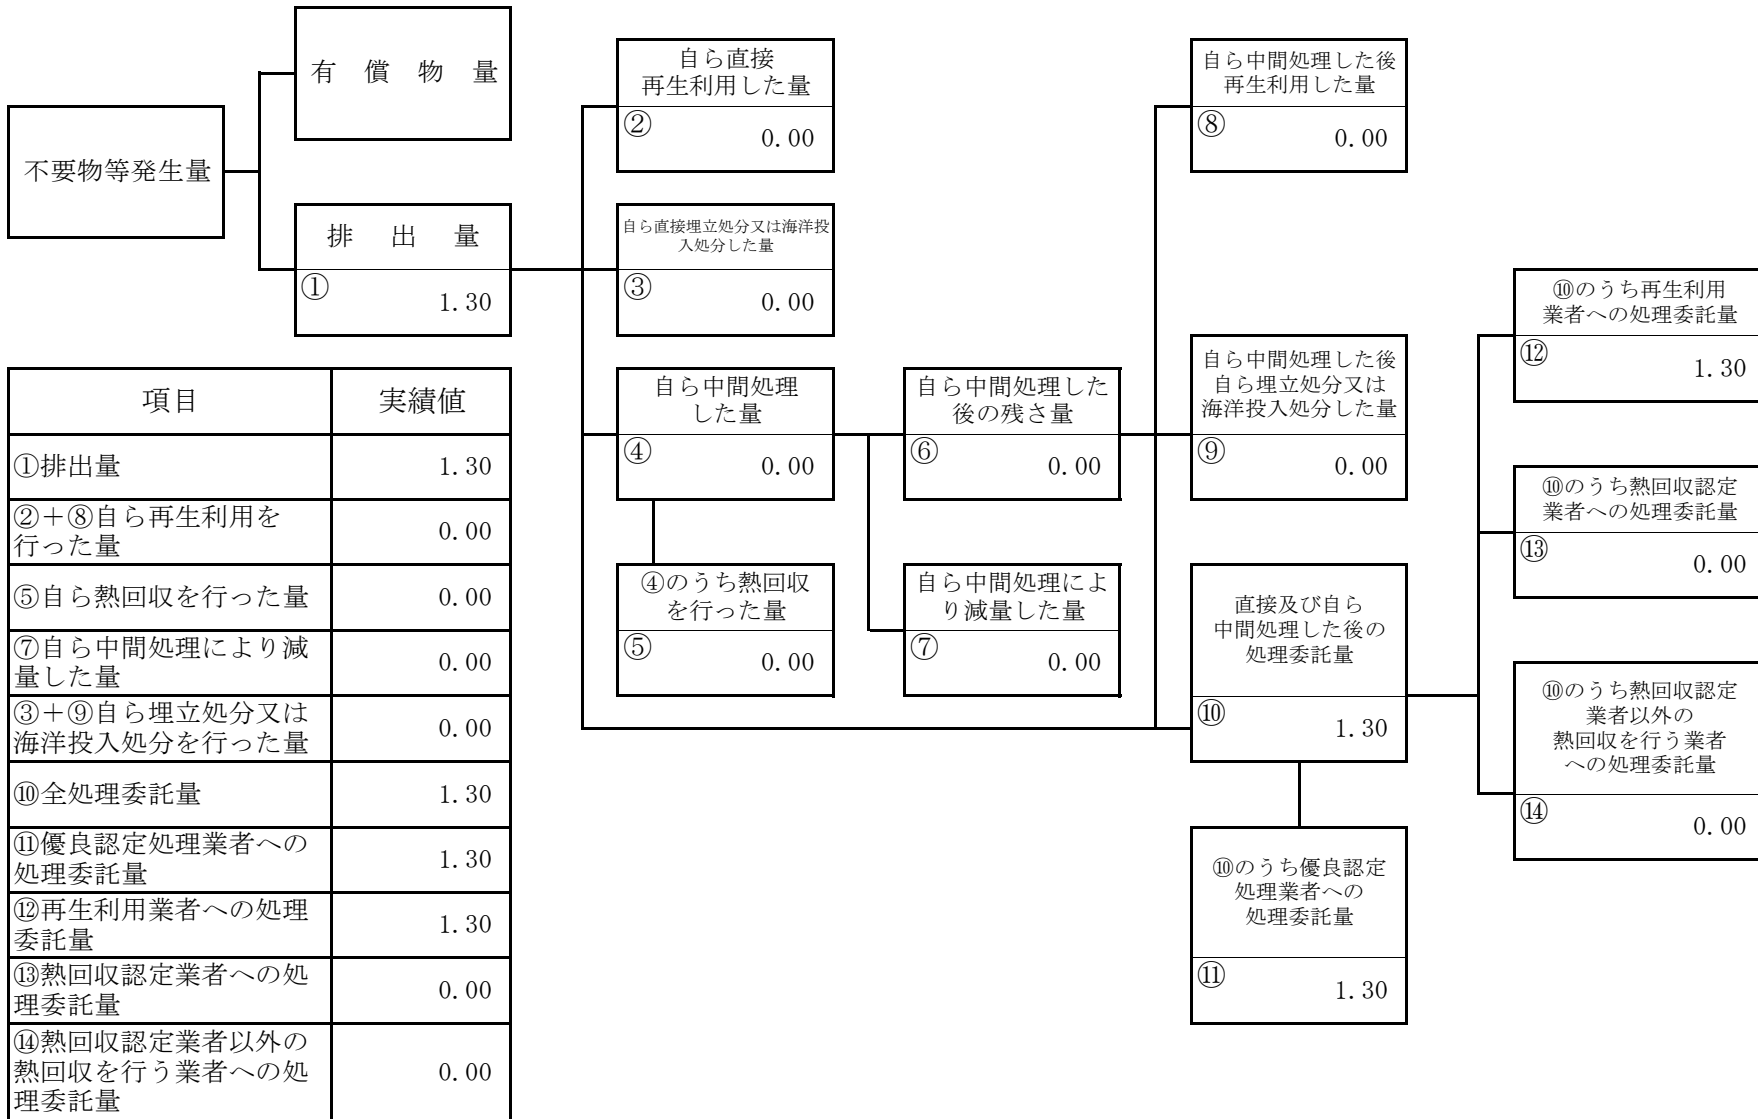 有償物量
不要物等発生量
排出量
①
1.30
自ら直接
再生利用した量
②
0.00
自ら直接埋立処分又は海洋投
入処分した量
③
0.00
自ら中間処理
した量
④
0.00
④のうち熱回収
を行った量
⑤
0.00
自ら中間処理した
後の残さ量
⑥
0.00
自ら中間処理によ
り減量した量
⑦
0.00
自ら中間処理した後
再生利用した量
⑧
0.00
自ら中間処理した後
自ら埋立処分又は
海洋投入処分した量
⑨
0.00
直接及び自ら
中間処理した後の
処理委託量
⑩
1.30
⑩のうち優良認定
処理業者への
処理委託量
⑪
1.30
⑩のうち再生利用
業者への処理委託量
⑫
1.30
⑩のうち熱回収認定
業者への処理委託量
⑬
0.00
⑩のうち熱回収認定
業者以外の
熱回収を行う業者
への処理委託量
⑭
0.00
項目 実績値
①排出量 1.30
②+⑧自ら再生利用を
行った量 0.00
⑤自ら熱回収を行った量 0.00
⑦自ら中間処理により減
量した量 0.00
③+⑨自ら埋立処分又は
海洋投入処分を行った量 0.00
⑩全処理委託量 1.30
⑪優良認定処理業者への
処理委託量 1.30
⑫再生利用業者への処理
委託量 1.30
⑬熱回収認定業者への処
理委託量 0.00
⑭熱回収認定業者以外の
熱回収を行う業者への処
理委託量 0.00